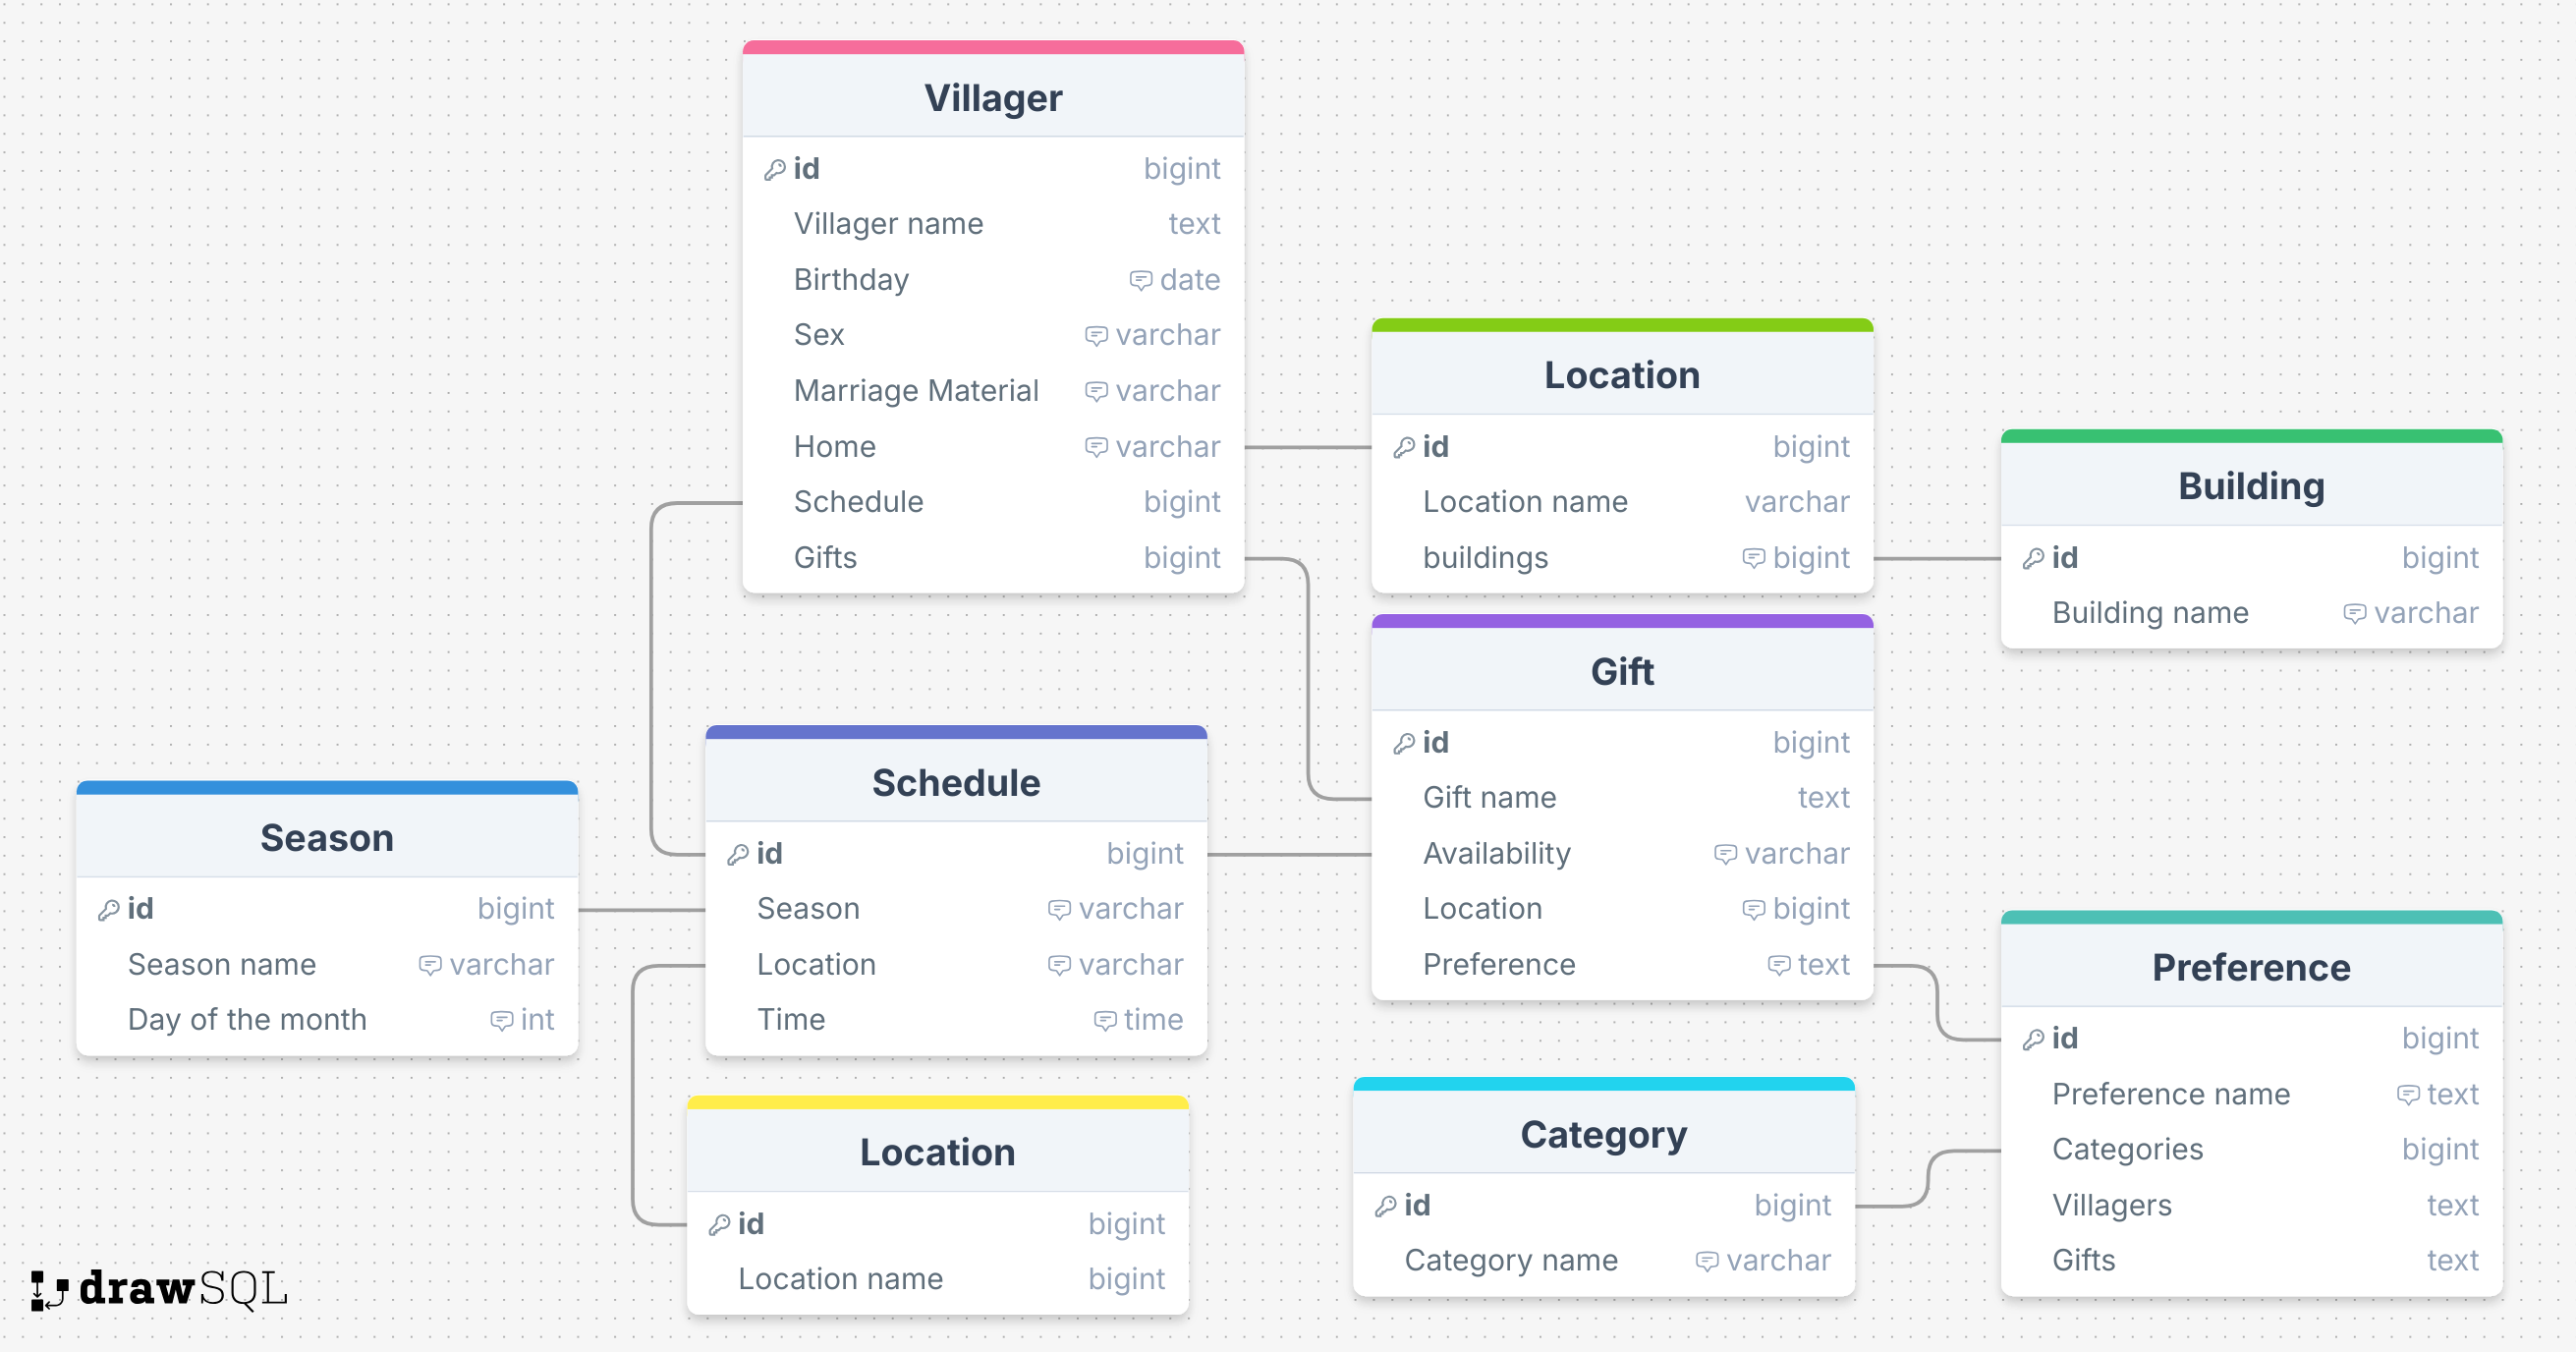 Villager
id bigint
Villager name text
Birthday date
Sex varchar
Marriage Material varchar
Home varchar
Schedule bigint
Gifts bigint
Location
id bigint
Location name varchar
buildings bigint
Building
id bigint
Building name varchar
Gift
id bigint
Gift name text
Availability varchar
Location bigint
Preference text
Schedule
id bigint
Season varchar
Location varchar
Time time
Season
id bigint
Season name varchar
Day of the month int
Preference
id bigint
Preference name text
Categories bigint
Villagers text
Gifts text
Category
id bigint
Category name varchar
Location
id bigint
Location name bigint
drawSQL